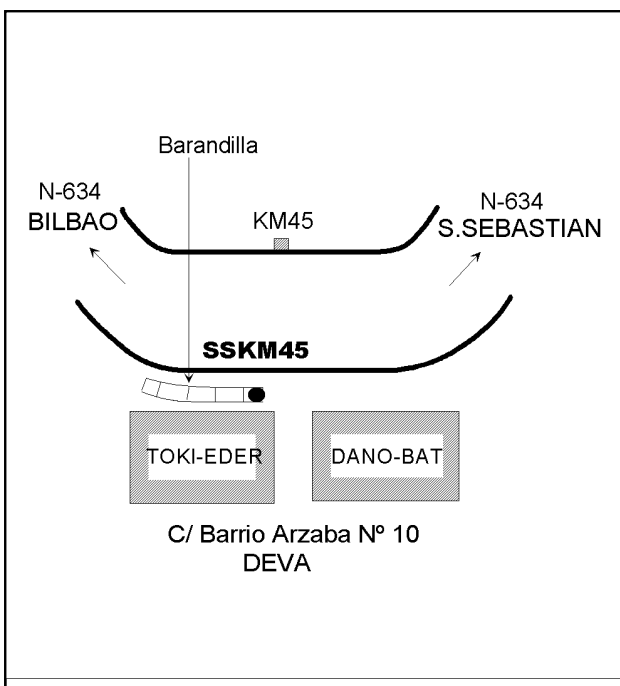 Barandilla
N-634
BILBAO
KM45
N-634
S.SEBASTIAN
SSKM45
TOKI-EDER
DANO-BAT
C/ Barrio Arzaba Nº 10
DEVA